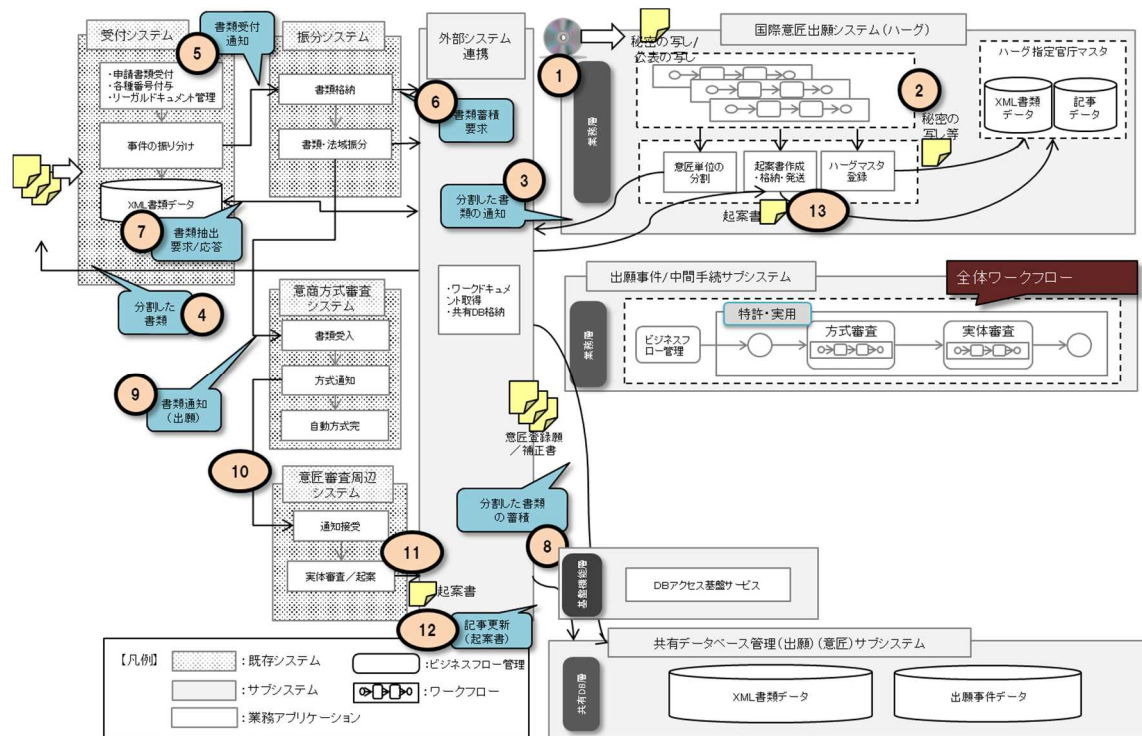 受付システム
5
書類受付
通知
・申請書類受付
・各種番号付与
・リーガルドキュメント管理
事件の振り分け
XML書類データ
7
書類抽出
要求/応答
分割した
書類
4
振分システム
書類格納
書類・法域振分
6
書類蓄積
要求
外部システム
連携
・ワークドキュ
メント取得
・共有DB格納
1
秘密の写し/
公表の写し
国際意匠出願システム(ハーグ)
業務層
2
秘密の
写し等
ハーグ指定官庁マスタ
XML書類
データ
記事
データ
意匠単位の
分割
起案書作成
・格納・発送
ハーグマスタ
登録
3
分割した書
類の通知
起案書
13
出願事件/中間手続サブシステム
全体ワークフロー
業務層
特許・実用
ビジネスフ
ロー管理
方式審査
実体審査
意商方式審査
システム
書類受入
方式通知
自動方式完
9
書類通知
(出願)
10
意匠審査周辺
システム
通知接受
実体審査/起案
11
起案書
12
記事更新
(起案書)
意匠登録願
/補正書
分割した書類
の蓄積
8
基盤機能層
DBアクセス基盤サービス
共有データベース管理(出願)(意匠)サブシステム
共有DB層
XML書類データ
出願事件データ
【凡例】
:既存システム
:ビジネスフロー管理
:サブシステム
:ワークフロー
:業務アプリケーション